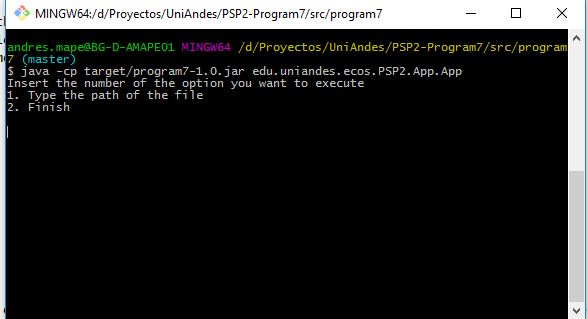 MINGW64:/d/Proyectos/UniAndes/PSP2-Program7/src/program7
andres.mape@BG-D-AMAPE01 MINGW64 /d/Proyectos/UniAndes/PSP2-Program7/src/program
7 (master)
$ java -cp target/program7-1.0.jar edu.uniandes.ecos.PSP2.App.App
Insert the number of the option you want to execute
1. Type the path of the file
2. Finish